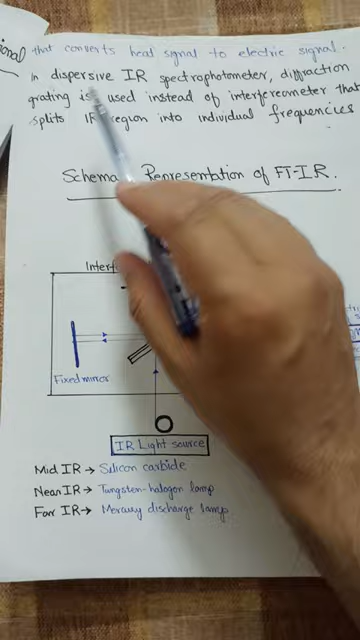 that converts heat signal to electric signal.
In dispersive IR spectrophotometer, diffraction
grating is used instead of interferometer that
splits IR region into individual frequencies
Schema Representation of FT-IR.
Fixed mirror
IR Light source
Mid IR → Silicon carbide
Near IR → Tungsten-halogen lamp
Far IR → Mercury discharge lamp